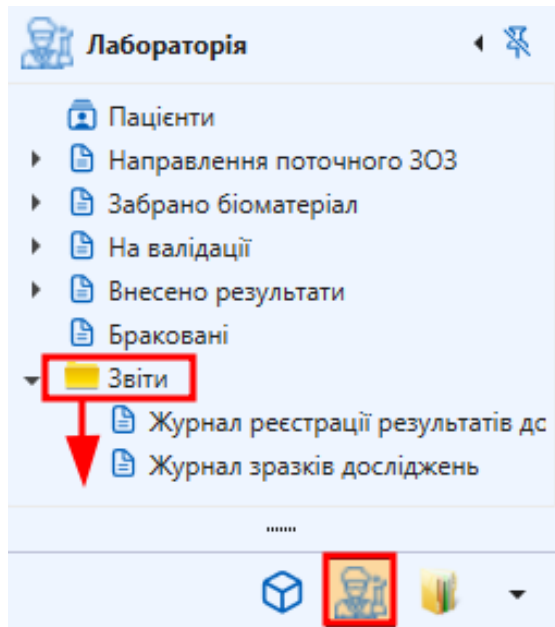 Лабораторія
Пацієнти
Направлення поточного ЗОЗ
Забрано біоматеріал
На валідації
Внесено результати
Браковані
Звіти
Журнал реєстрації результатів дс
Журнал зразків досліджень